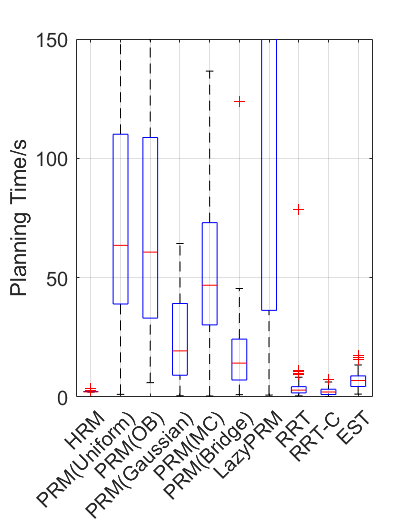 150
100
50
0
Planning Time/s
HRM
PRM(Uniform)
PRM(OB)
PRM(Gaussian)
PRM(MC)
PRM(Bridge)
LazyPRM
RRT
RRT-C
EST